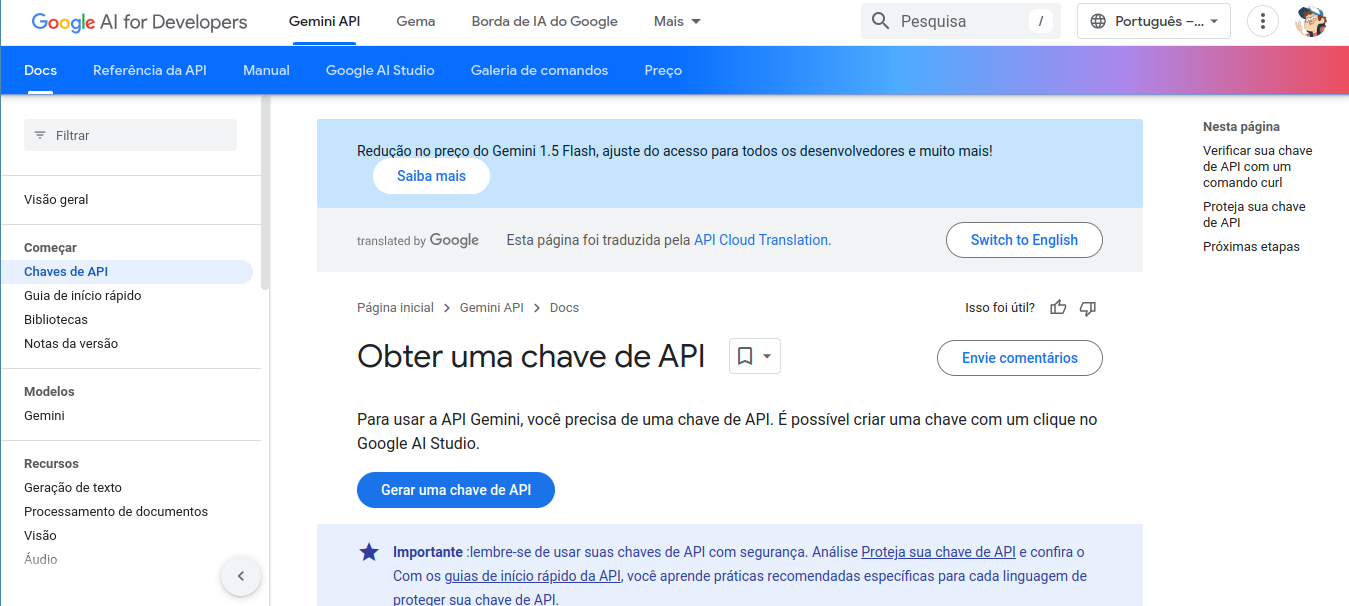 Google AI for Developers
Gemini API
Gema
Borda de IA do Google
Mais
Pesquisa
/
Português –...
Docs
Referência da API
Manual
Google AI Studio
Galeria de comandos
Preço
Filtrar
Visão geral
Começar
Chaves de API
Guia de início rápido
Bibliotecas
Notas da versão
Modelos
Gemini
Recursos
Geração de texto
Processamento de documentos
Visão
Áudio
Redução no preço do Gemini 1.5 Flash, ajuste do acesso para todos os desenvolvedores e muito mais!
Saiba mais
translated by Google
Esta página foi traduzida pela API Cloud Translation.
Switch to English
Página inicial > Gemini API > Docs
Isso foi útil?
Obter uma chave de API
Envie comentários
Para usar a API Gemini, você precisa de uma chave de API. É possível criar uma chave com um clique no
Google AI Studio.
Gerar uma chave de API
Importante :lembre-se de usar suas chaves de API com segurança. Análise Proteja sua chave de API e confira o
Com os guias de início rápido da API, você aprende práticas recomendadas específicas para cada linguagem de
proteger sua chave de API.
Nesta página
Verificar sua chave
de API com um
comando curl
Proteja sua chave
de API
Próximas etapas